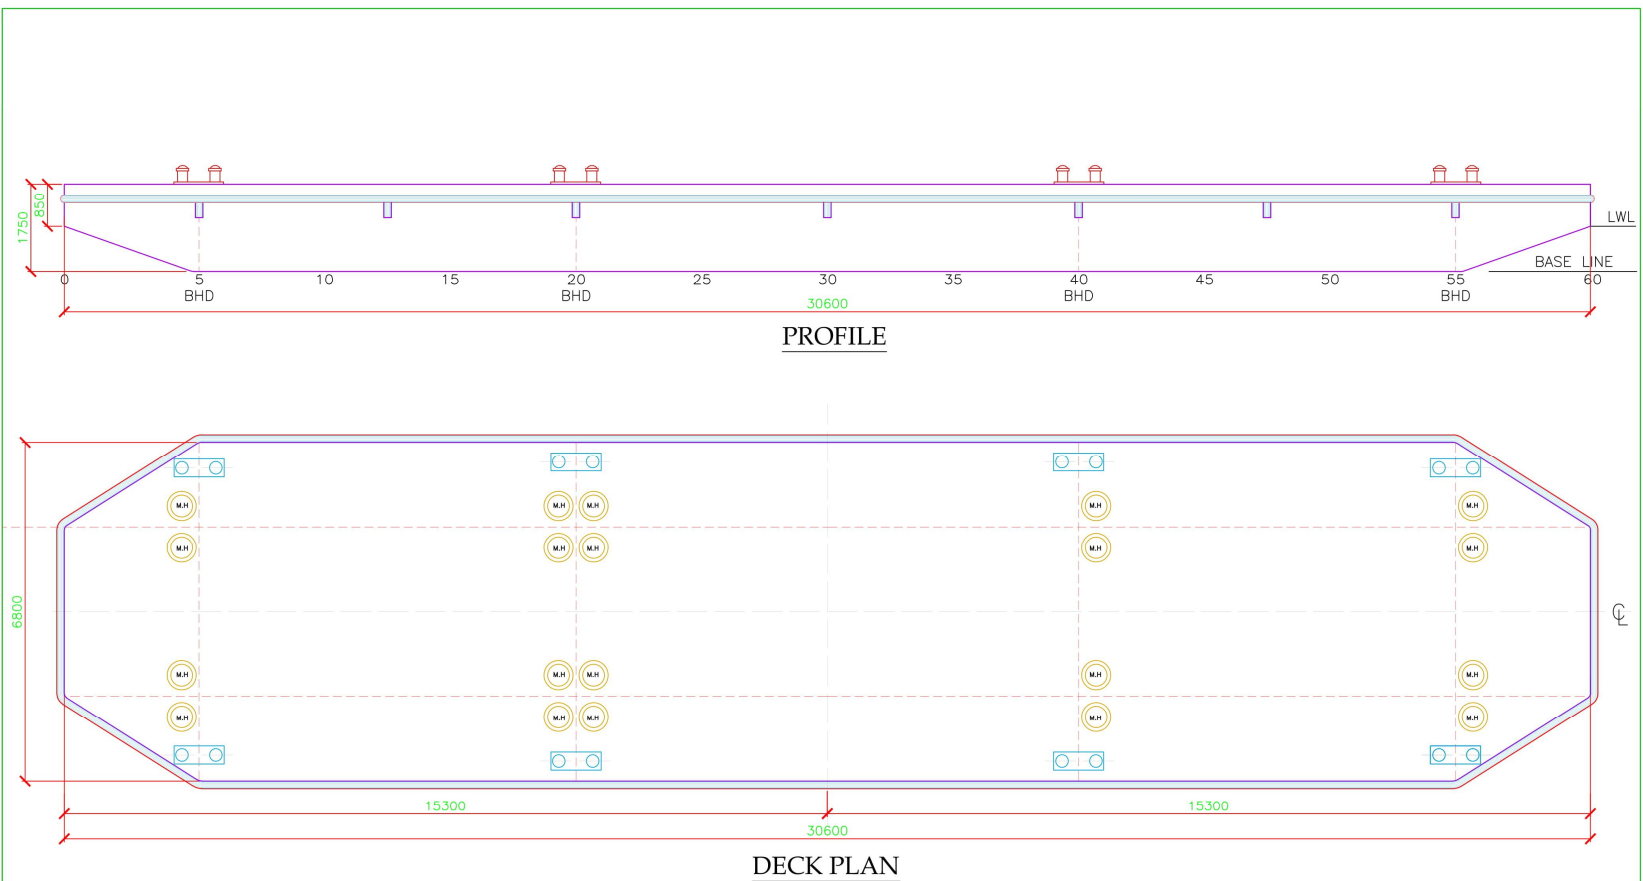 850
1750
LWL
BASE LINE
0 5 10 15 20 25 30 35 40 45 50 55 60
BHD BHD BHD BHD
30600
PROFILE
M.H M.H M.H M.H M.H
M.H M.H M.H M.H M.H
6800
CL
M.H M.H M.H M.H M.H
M.H M.H M.H M.H M.H
15300 15300
30600
DECK PLAN